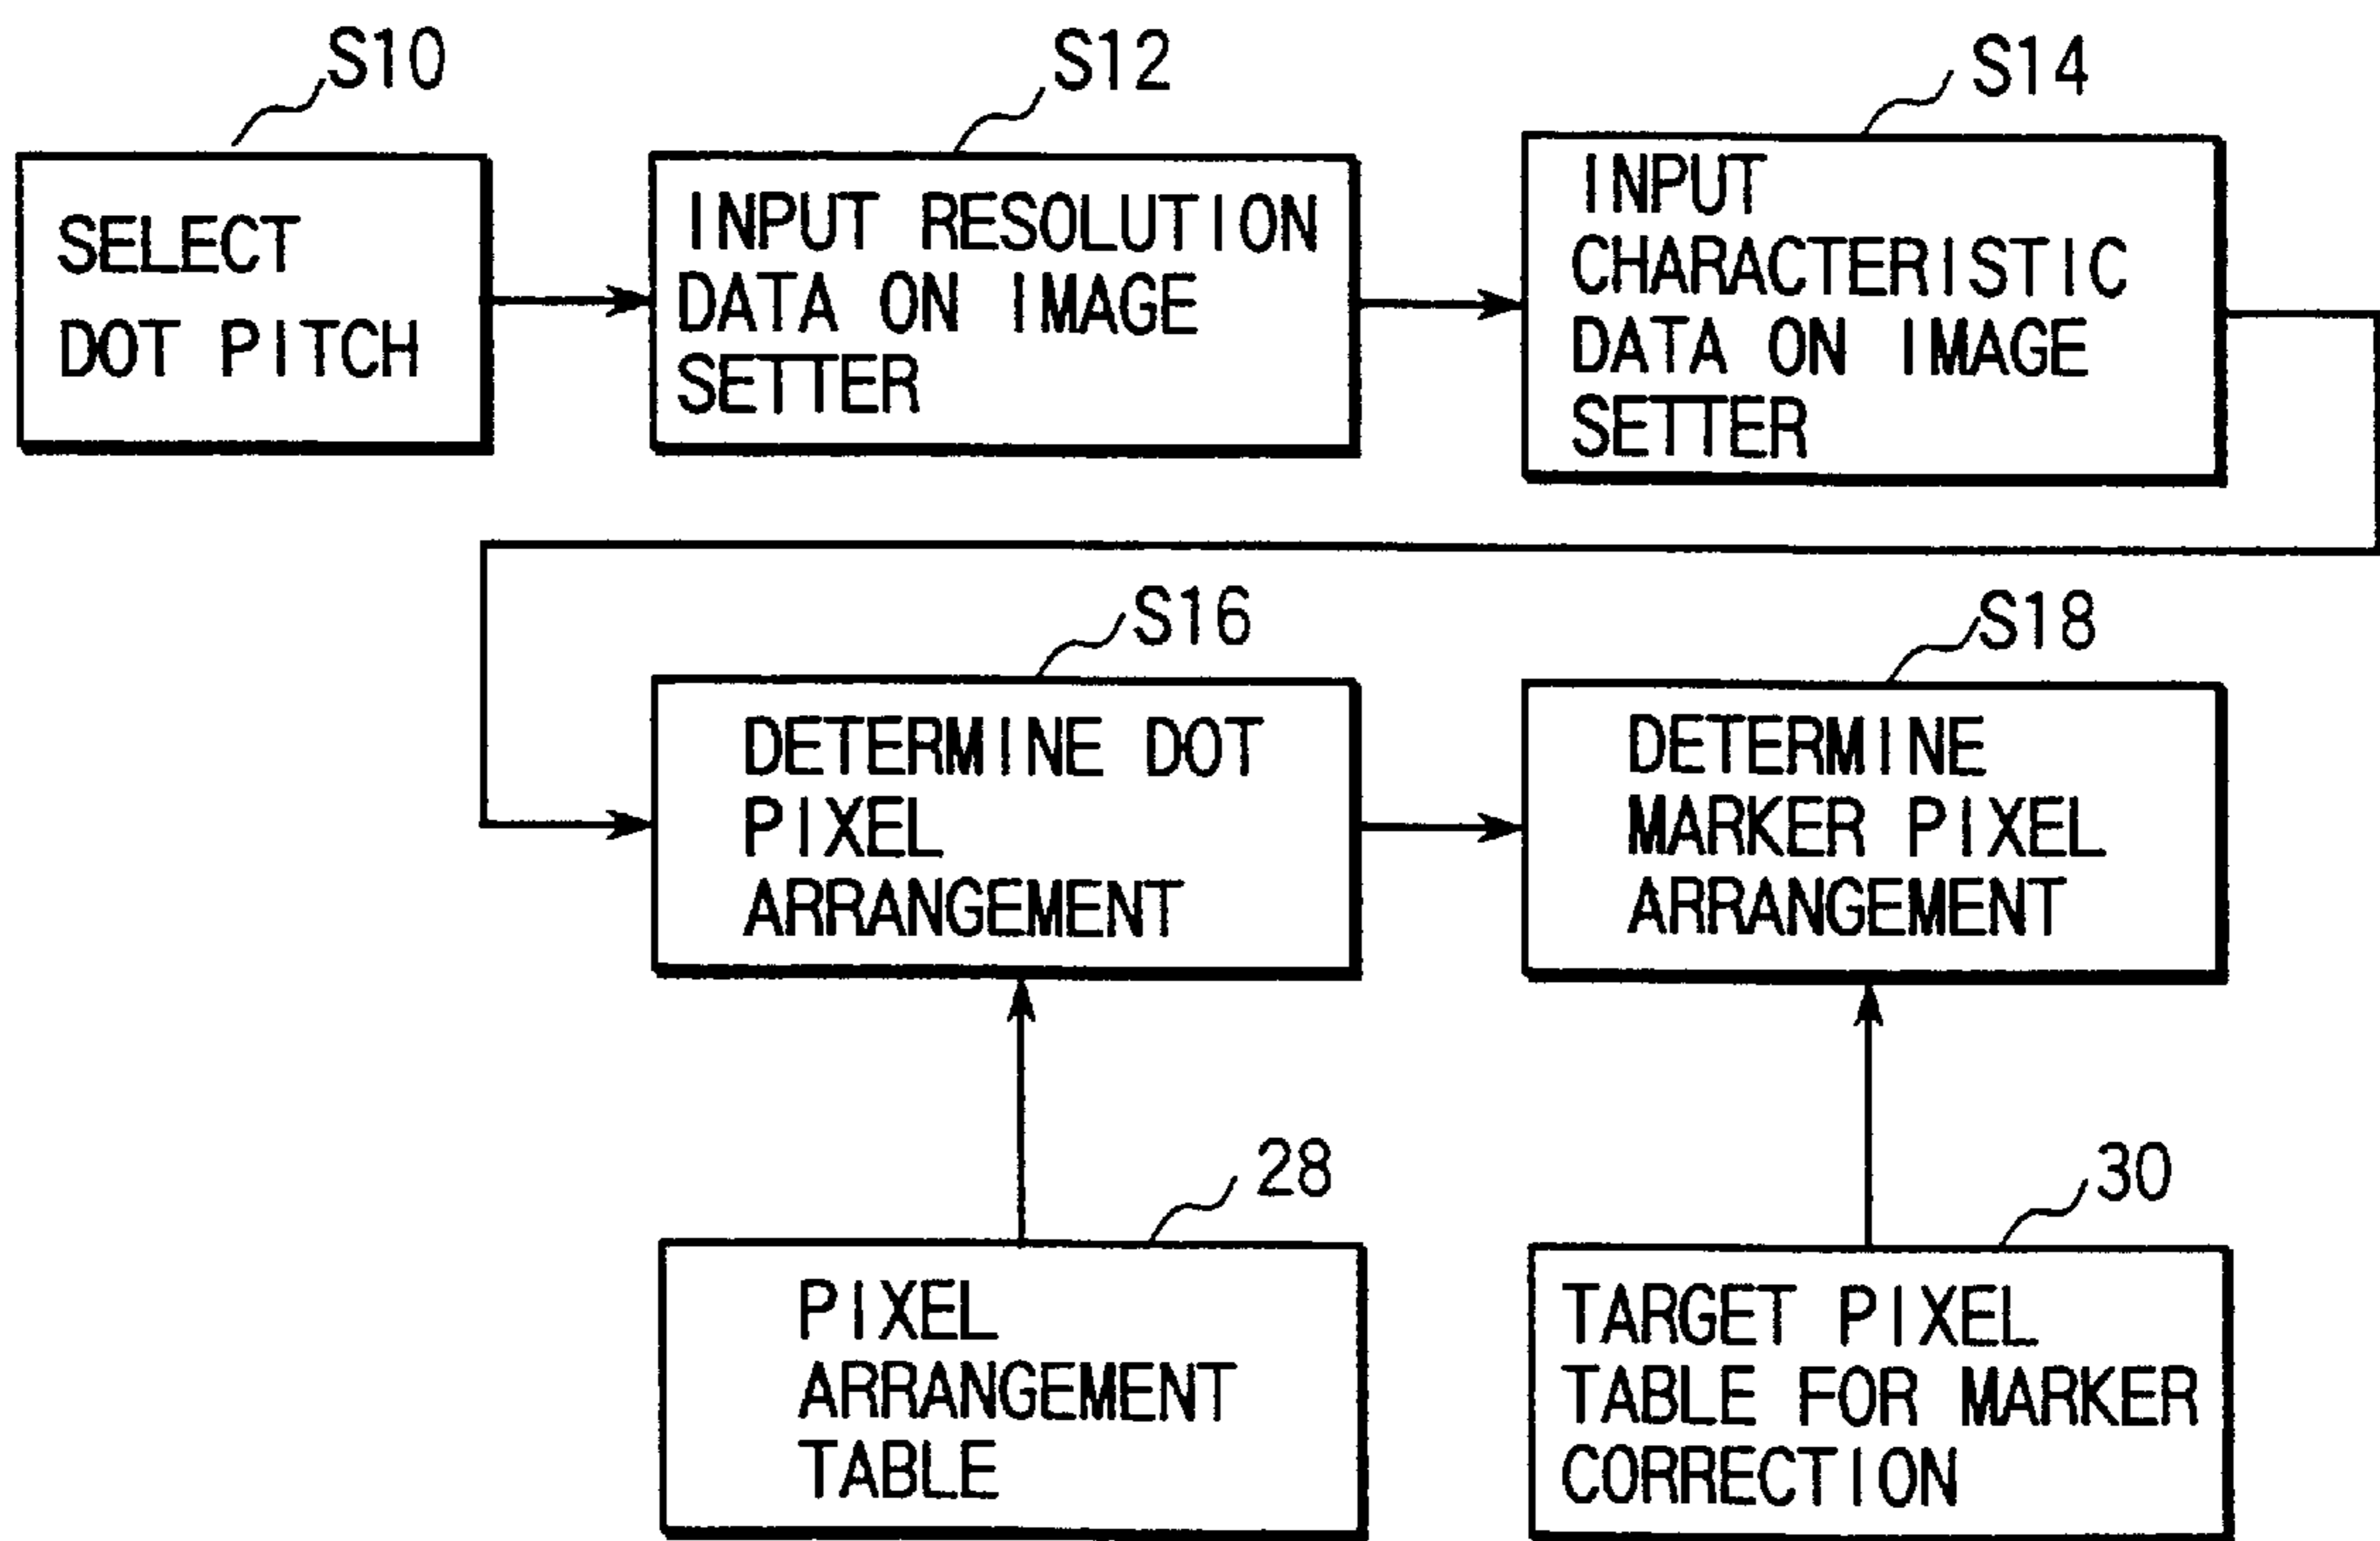 S10
SELECT
DOT PITCH
S12
INPUT RESOLUTION
DATA ON IMAGE
SETTER
S14
INPUT
CHARACTERISTIC
DATA ON IMAGE
SETTER
S16
DETERMINE DOT
PIXEL
ARRANGEMENT
S18
DETERMINE
MARKER PIXEL
ARRANGEMENT
28
PIXEL
ARRANGEMENT
TABLE
30
TARGET PIXEL
TABLE FOR MARKER
CORRECTION